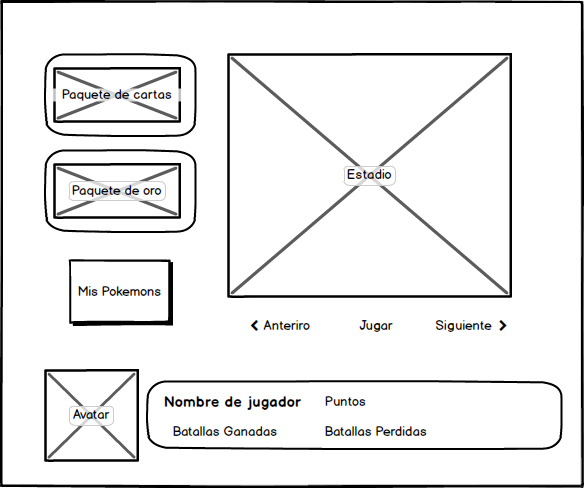 Paquete de cartas
Paquete de oro
Mis Pokemons
Estadio
Anteriro
Jugar
Siguiente
Avatar
Nombre de jugador
Puntos
Batallas Ganadas
Batallas Perdidas